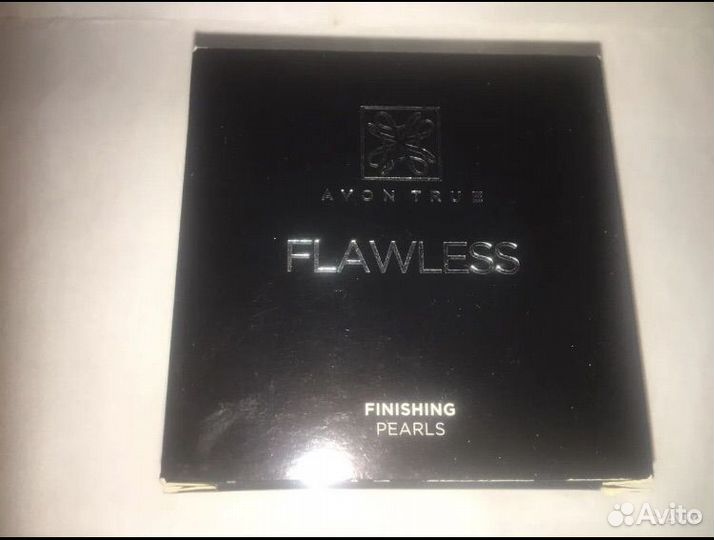 AVON TRUE
FLAWLESS
FINISHING
PEARLS
Avito